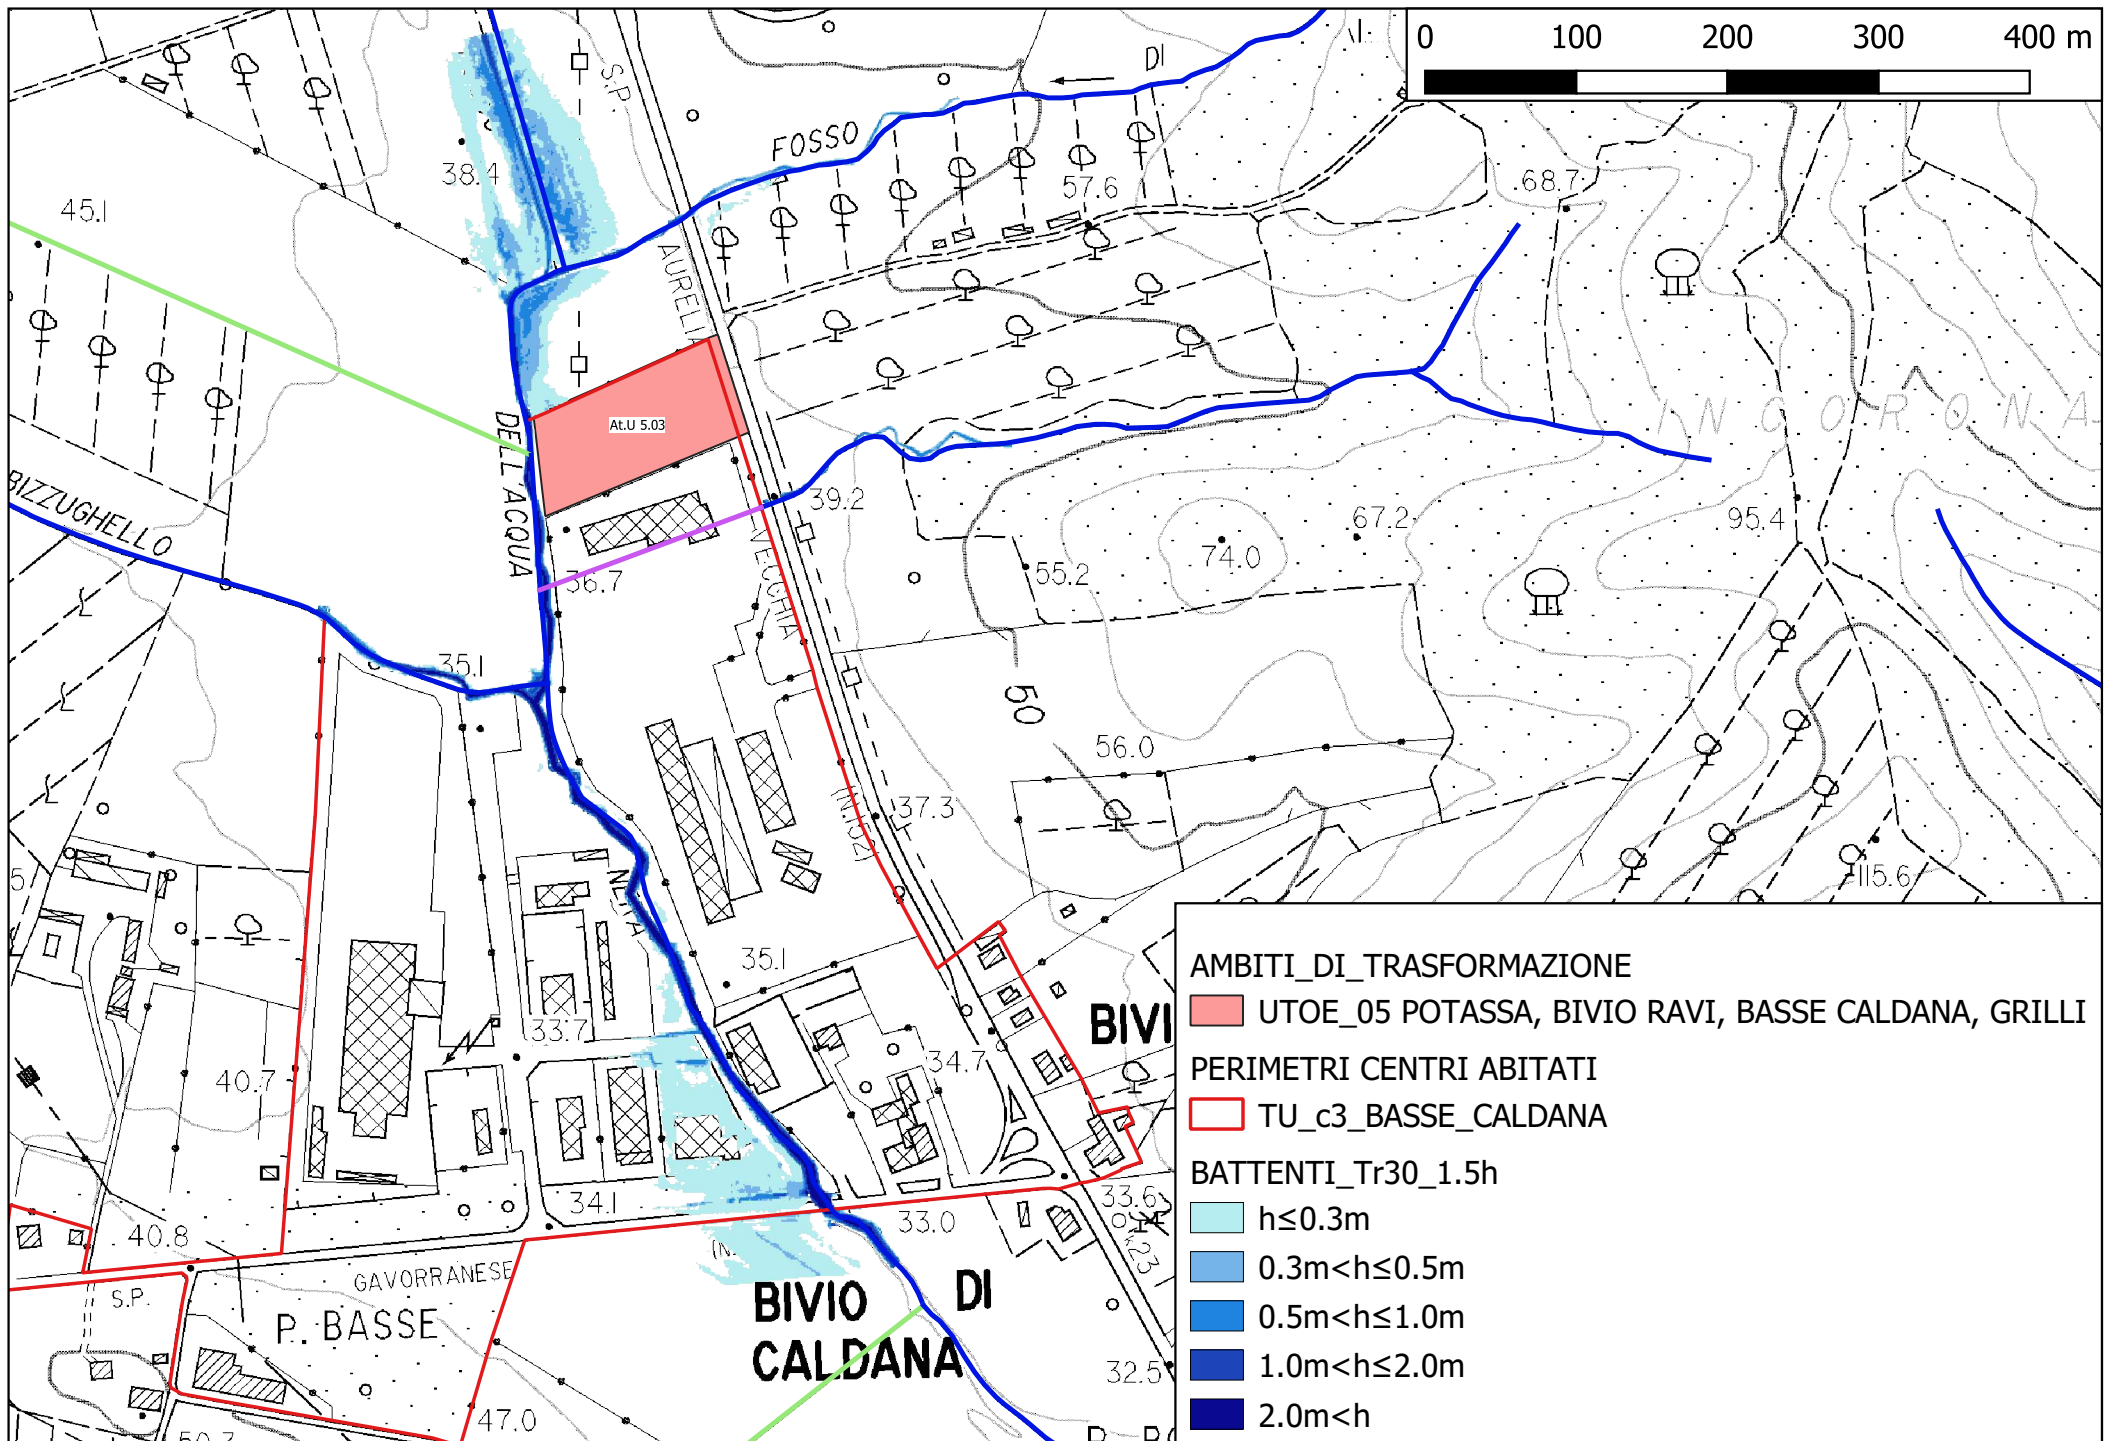 0 100 200 300 400 m
DI
S.P.
FOSSO
38.4
57.6
68.7
45.1
AURELIA
At.U 5.03
DELL'ACQUA
INCORONA
BIZZUGHELLO
39.2
67.2
95.4
74.0
36.7
VECCHIA
55.2
35.1
50
56.0
37.3
115.6
NERA
35.1
33.7
34.7
BIVI
40.7
34.1
33.0
33.6
40.8
GAVORRANESE
S.P.
P. BASSE
BIVIO
DI
CALDANA
32.5
47.0
AMBITI_DI_TRASFORMAZIONE
UTOE_05 POTASSA, BIVIO RAVI, BASSE CALDANA, GRILLI
PERIMETRI CENTRI ABITATI
TU_c3_BASSE_CALDANA
BATTENTI_Tr30_1.5h
h≤0.3m
0.3m<h≤0.5m
0.5m<h≤1.0m
1.0m<h≤2.0m
2.0m<h